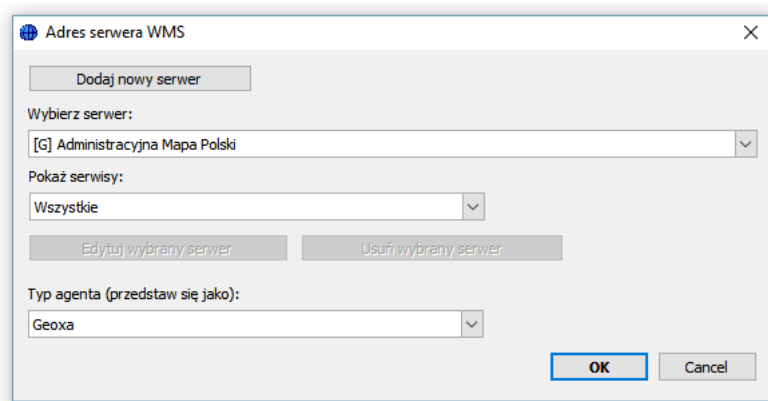 Adres serwera WMS
Dodaj nowy serwer
Wybierz serwer:
[G] Administracyjna Mapa Polski
Pokaż serwisy:
Wszystkie
Edytuj wybrany serwer Usuń wybrany serwer
Typ agenta (przedstaw się jako):
Geoxa
OK Cancel